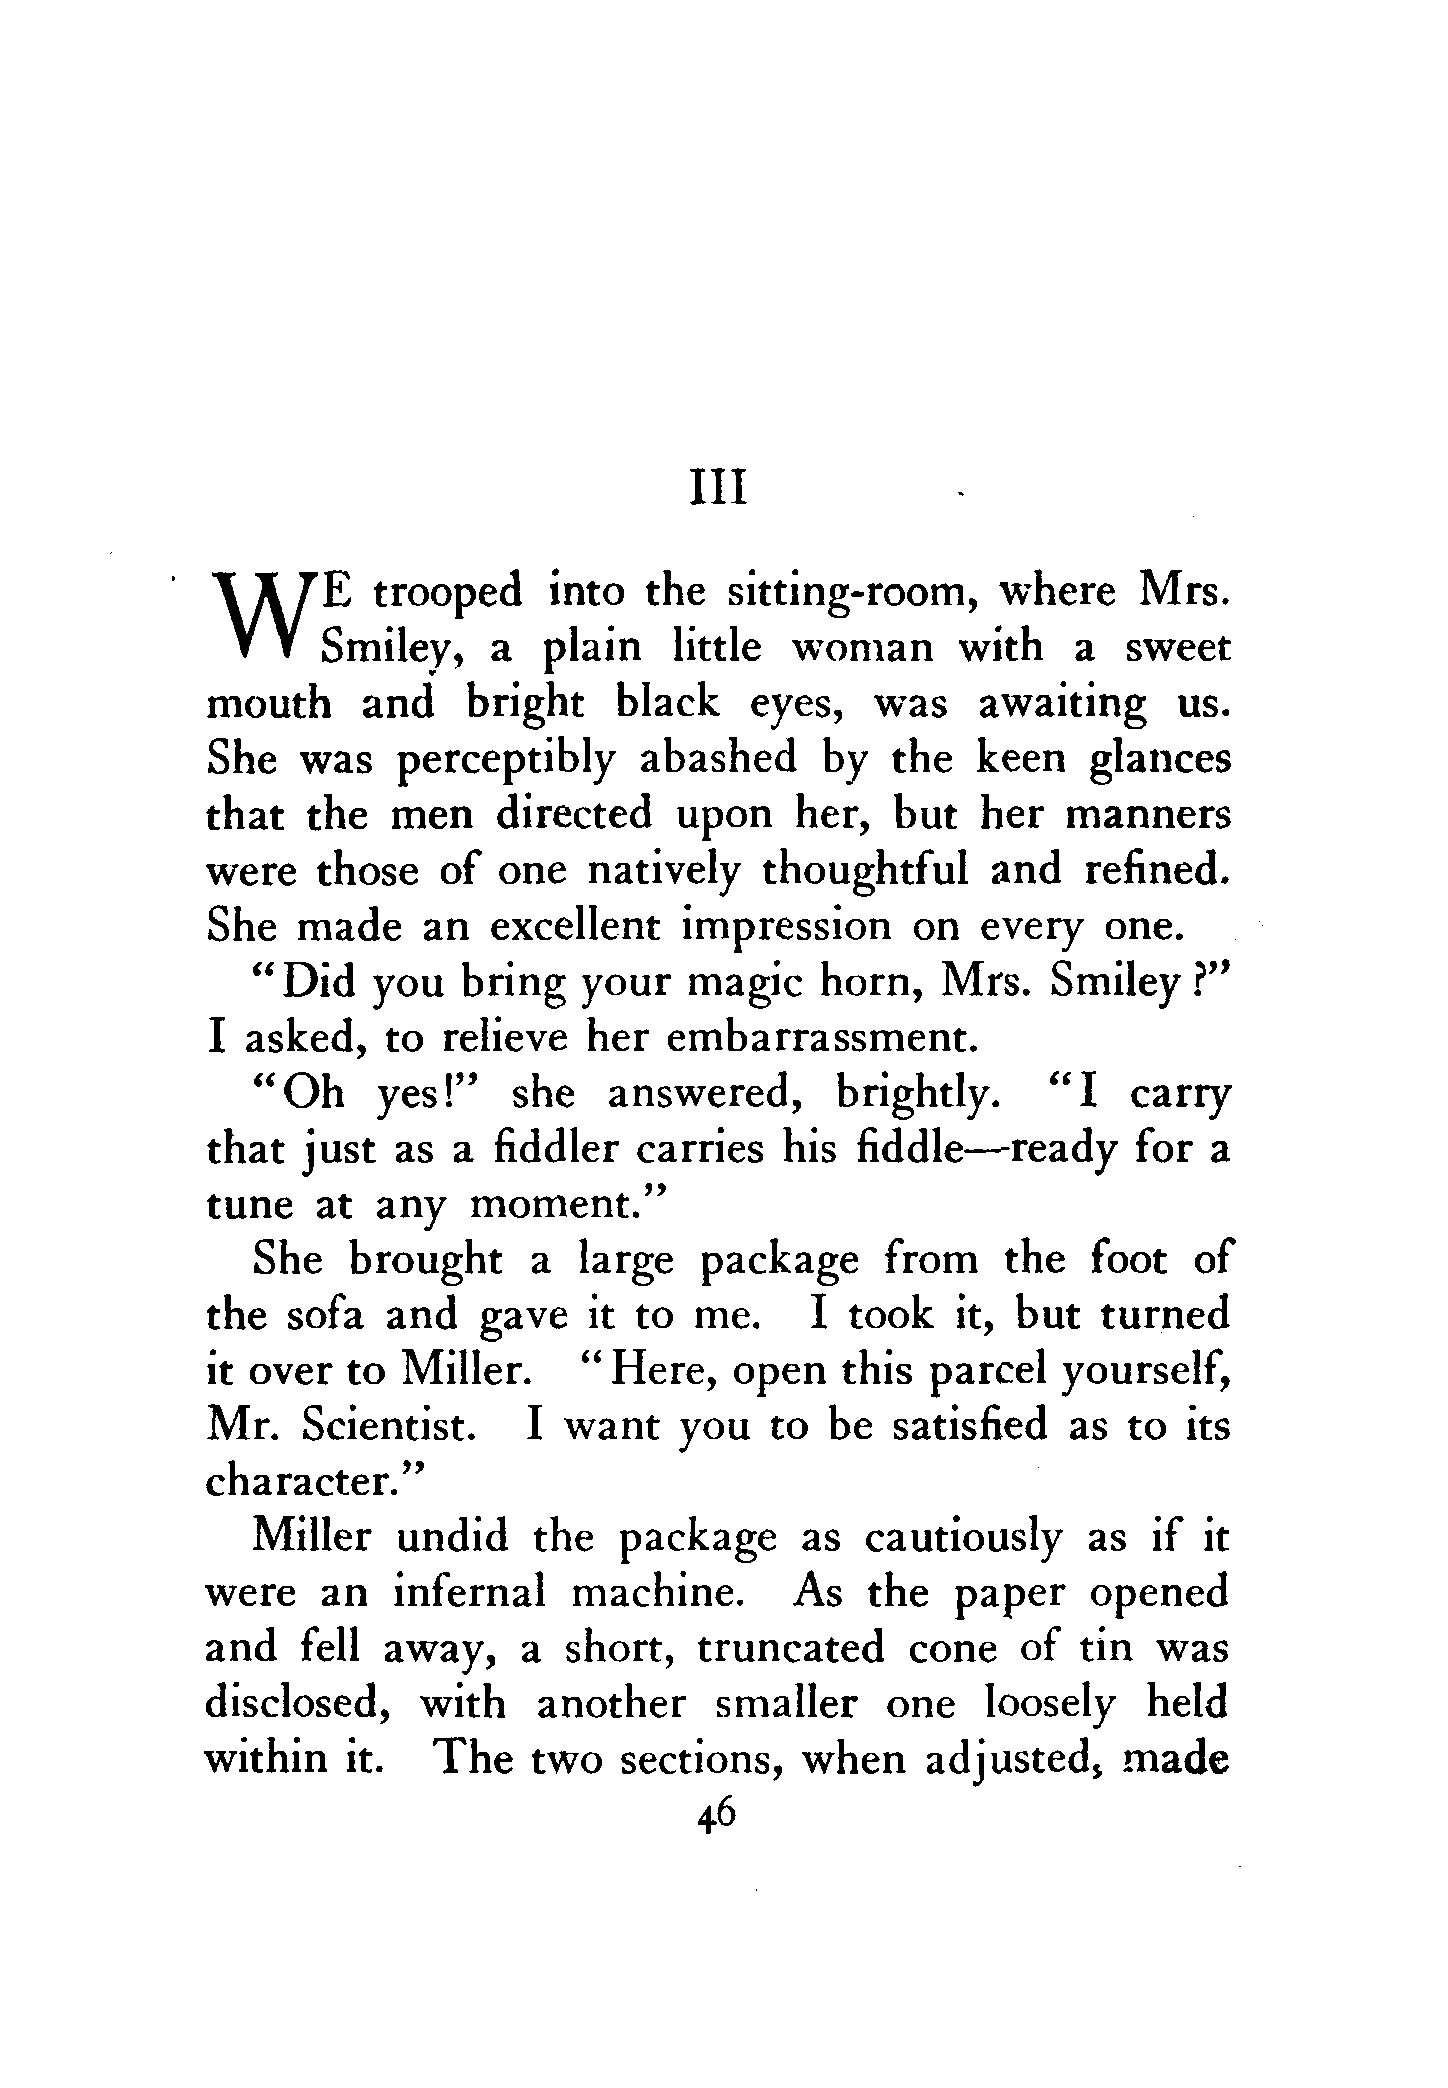 III
WE trooped into the sitting-room, where Mrs.
Smiley, a plain little woman with a sweet
mouth and bright black eyes, was awaiting us.
She was perceptibly abashed by the keen glances
that the men directed upon her, but her manners
were those of one natively thoughtful and refined.
She made an excellent impression on every one.
“Did you bring your magic horn, Mrs. Smiley?”
I asked, to relieve her embarrassment.
“Oh yes!” she answered, brightly. “I carry
that just as a fiddler carries his fiddle—ready for a
tune at any moment.”
She brought a large package from the foot of
the sofa and gave it to me. I took it, but turned
it over to Miller. “Here, open this parcel yourself,
Mr. Scientist. I want you to be satisfied as to its
character.”
Miller undid the package as cautiously as if it
were an infernal machine. As the paper opened
and fell away, a short, truncated cone of tin was
disclosed, with another smaller one loosely held
within it. The two sections, when adjusted, made
46